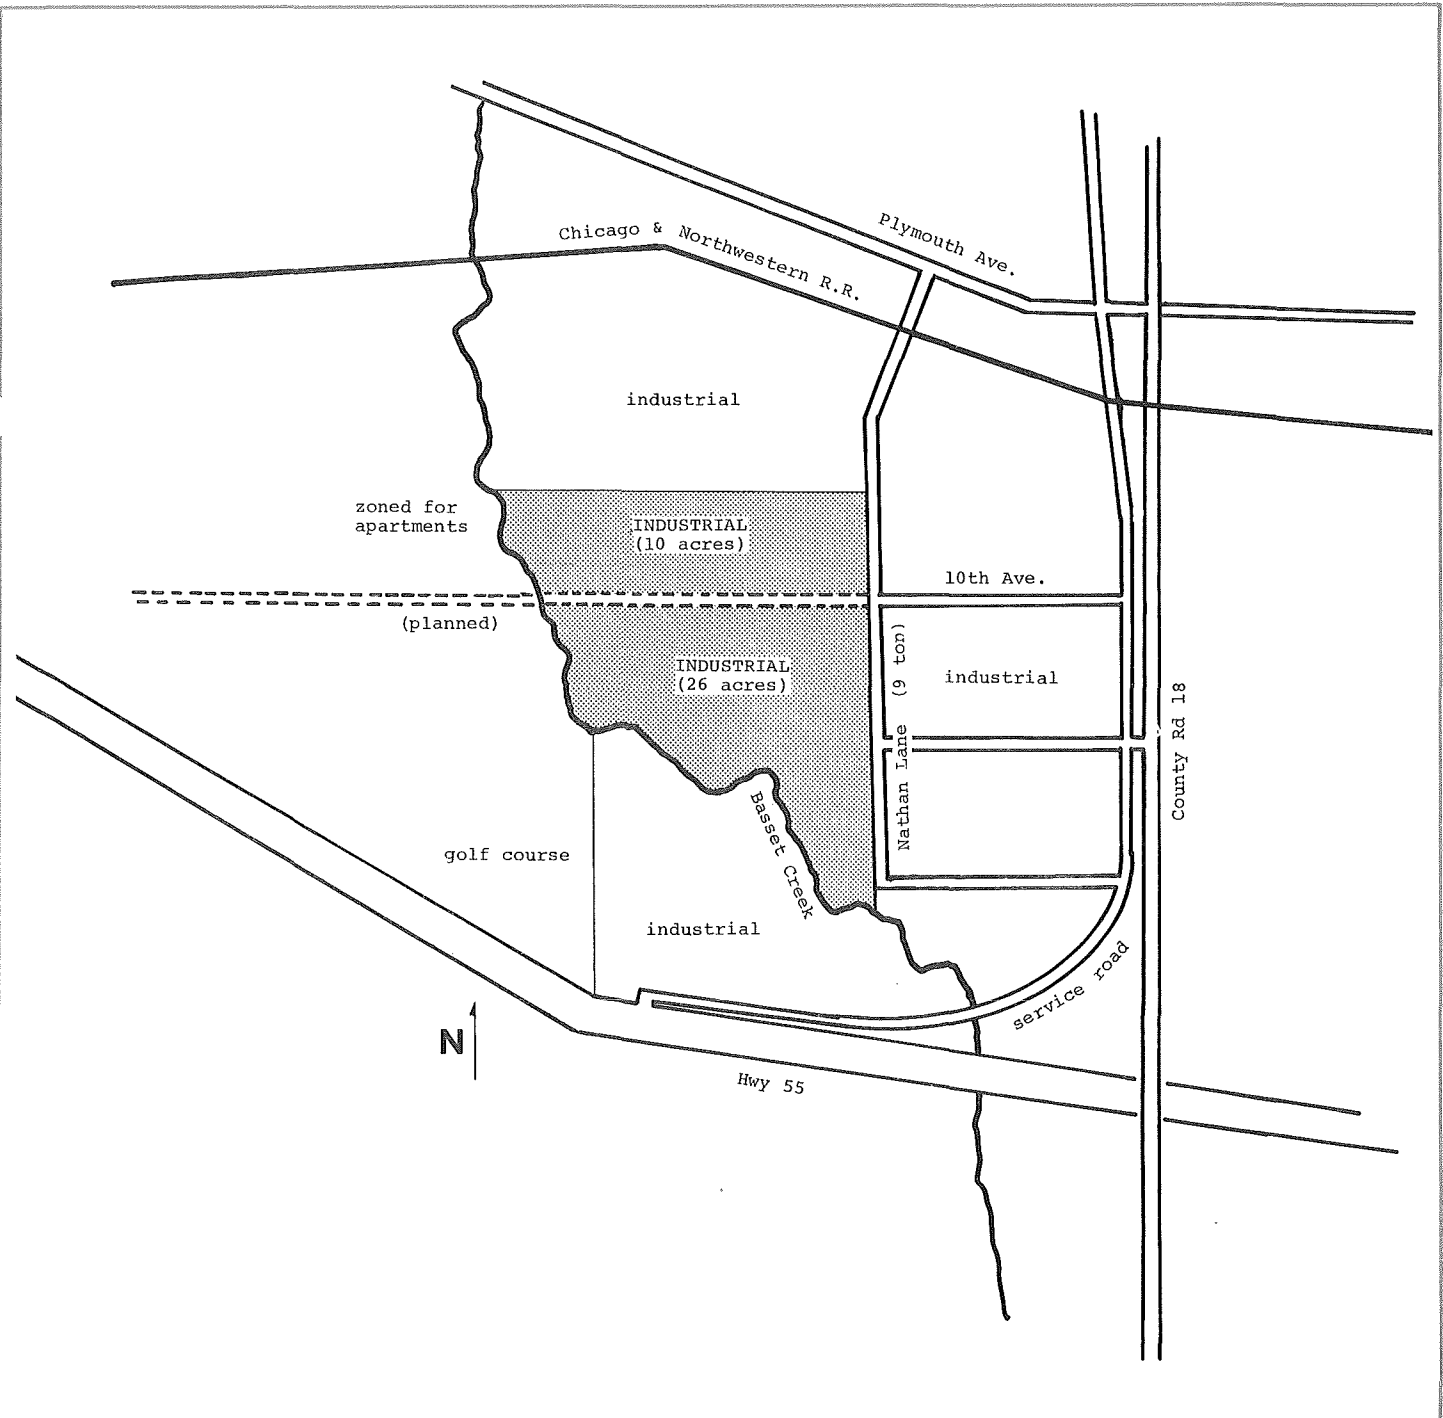 Plymouth Ave.
Chicago & Northwestern R.R.
industrial
zoned for
apartments
INDUSTRIAL
(10 acres)
10th Ave.
(planned)
INDUSTRIAL
(26 acres)
Nathan Lane (9 ton)
industrial
County Rd 18
Basset Creek
golf course
industrial
service road
N
Hwy 55